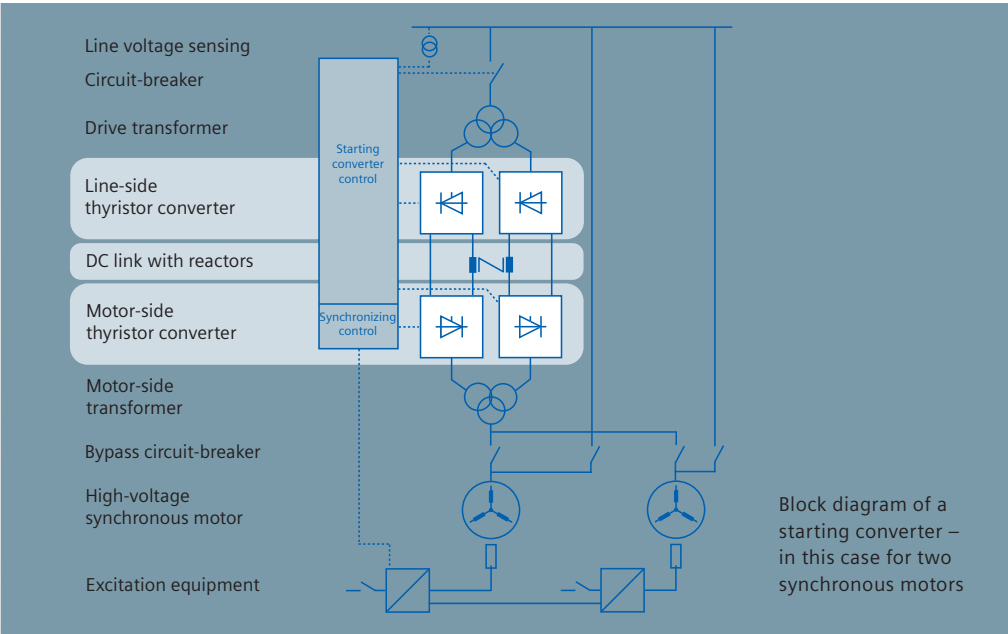 Line voltage sensing
Circuit-breaker
Drive transformer
Starting
converter
control
Line-side
thyristor converter
DC link with reactors
Motor-side
thyristor converter
Synchronizing
control
Motor-side
transformer
Bypass circuit-breaker
High-voltage
synchronous motor
Excitation equipment
Block diagram of a
starting converter –
in this case for two
synchronous motors